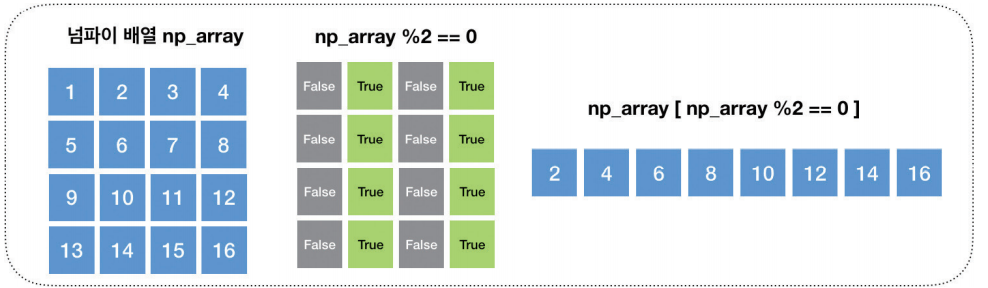 넘파이 배열 np_array
1 2 3 4
5 6 7 8
9 10 11 12
13 14 15 16
np_array %2 == 0
False True False True
False True False True
False True False True
False True False True
np_array [ np_array %2 == 0 ]
2 4 6 8 10 12 14 16